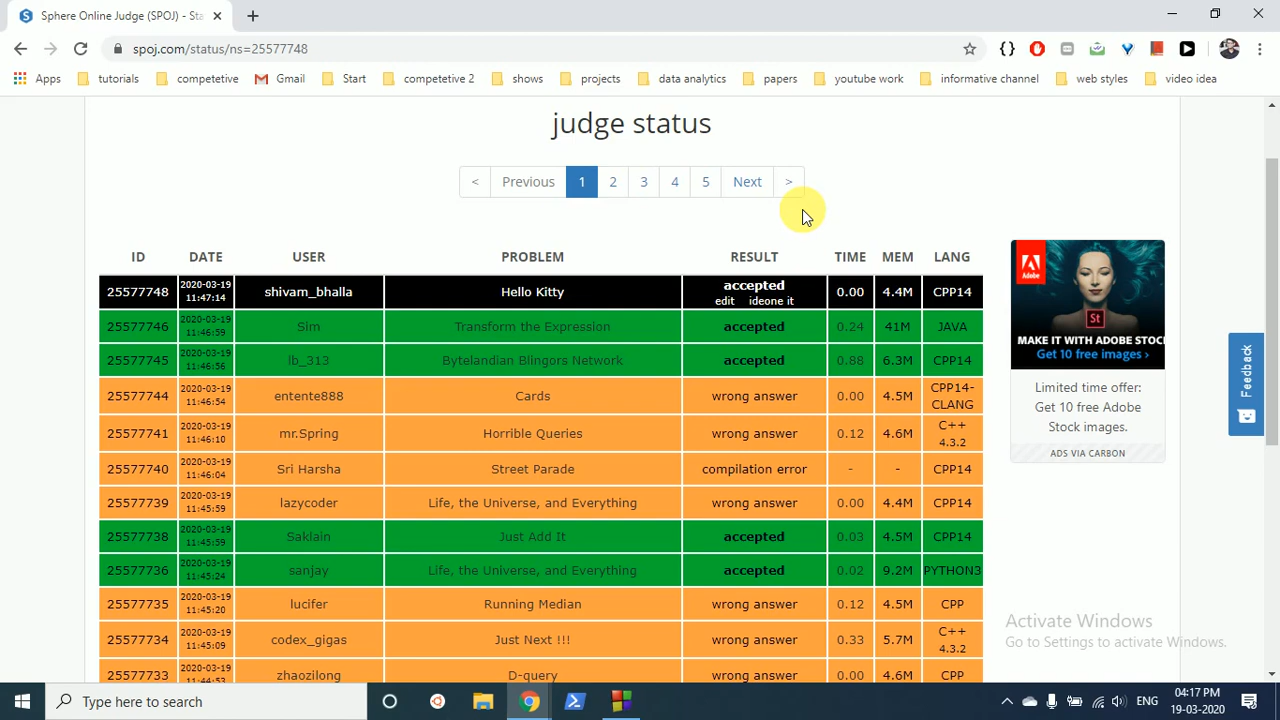 Sphere Online Judge (SPOJ) - Sta
spoj.com/status/ns=25577748
Apps tutorials competetive Gmail Start competetive 2 shows projects data analytics papers youtube work informative channel web styles video idea
judge status
< Previous 1 2 3 4 5 Next >
ID DATE USER PROBLEM RESULT TIME MEM LANG
25577748 2020-03-19 11:47:14 shivam_bhalla Hello Kitty accepted edit ideone it 0.00 4.4M CPP14
25577746 2020-03-19 11:46:59 Slm Transform the Expression accepted 0.24 41M JAVA
25577745 2020-03-19 11:46:56 lb_313 Bytelandian Blingors Network accepted 0.88 6.3M CPP14
25577744 2020-03-19 11:46:54 entente888 Cards wrong answer 0.00 4.5M CPP14-CLANG
25577741 2020-03-19 11:46:10 mr.Spring Horrible Queries wrong answer 0.12 4.6M C++ 4.3.2
25577740 2020-03-19 11:46:04 Sri Harsha Street Parade compilation error - - CPP14
25577739 2020-03-19 11:45:59 lazycoder Life, the Universe, and Everything wrong answer 0.00 4.4M CPP14
25577738 2020-03-19 11:45:59 Saklain Just Add It accepted 0.03 4.5M CPP14
25577736 2020-03-19 11:45:24 sanjay Life, the Universe, and Everything accepted 0.02 9.2M PYTHON3
25577735 2020-03-19 11:45:20 lucifer Running Median wrong answer 0.12 4.5M CPP
25577734 2020-03-19 11:45:09 codex_gigas Just Next !!! wrong answer 0.33 5.7M C++ 4.3.2
25577733 2020-03-19 11:44:53 zhaozilong D-query wrong answer 0.00 4.6M CPP
Adobe
St
MAKE IT WITH ADOBE STOCK
Get 10 free images ›
Limited time offer:
Get 10 free Adobe
Stock images.
ADS VIA CARBON
Feedback
Activate Windows
Go to Settings to activate Windows.
Type here to search
ENG
04:17 PM
19-03-2020